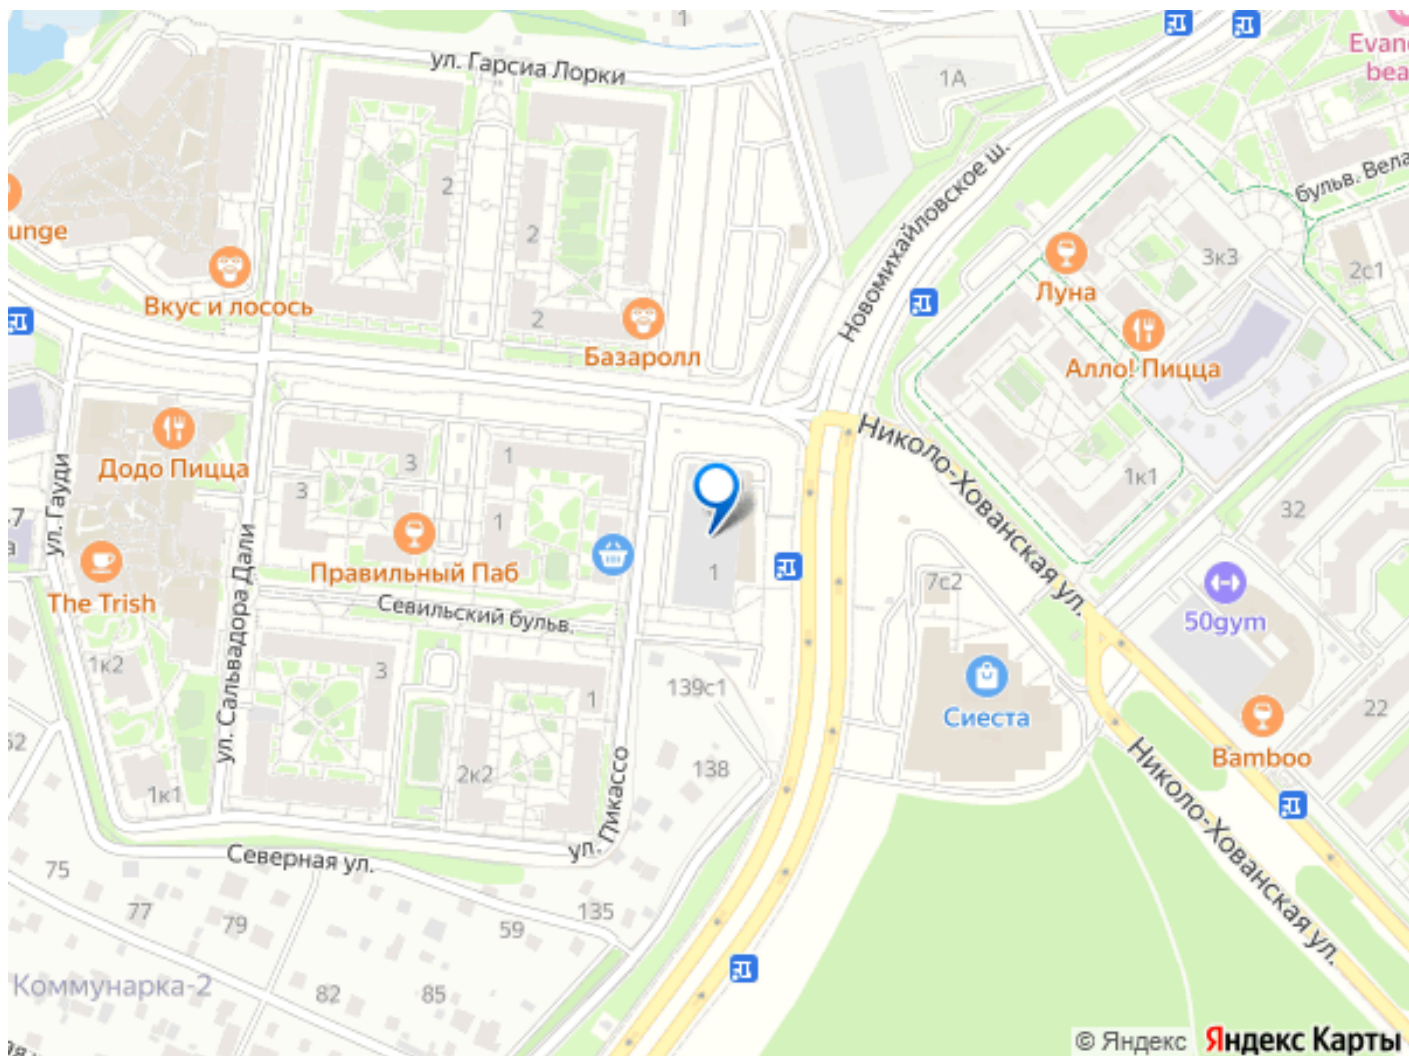 1
ул. Гарсиа Лорки
1А
Evan
bea
бульв. Вела
Новомихайловское ш.
2
2
3к3
2с1
unge
Луна
Вкус и лосось
2
Базаролл
Алло! Пицца
Николо-Хованская ул.
Додо Пицца
3
1
3
1к1
ул. Гауди
32
47
а
1
Правильный Паб
1
7с2
The Trish
Севильский бульв.
50gym
ул. Сальвадора Дали
1к2
3
1
139с1
Сиеста
22
52
138
Bamboo
2к2
1к1
ул. Пикассо
Николо-Хованская ул.
Северная ул.
75
77
79
59
135
Коммунарка-2
82
85
© Яндекс Яндекс Карты